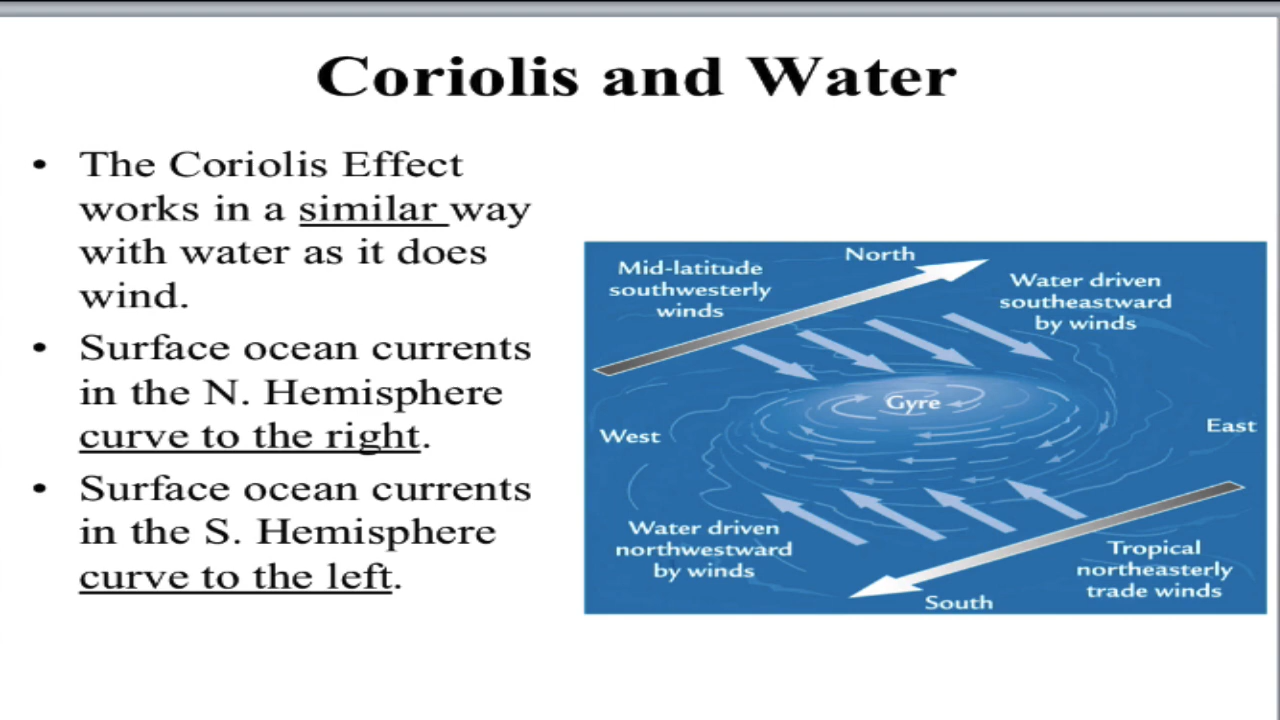 Coriolis and Water
• The Coriolis Effect
works in a similar way
with water as it does
wind.
• Surface ocean currents
in the N. Hemisphere
curve to the right.
• Surface ocean currents
in the S. Hemisphere
curve to the left.
North
Mid-latitude
southwesterly
winds
Water driven
southeastward
by winds
Gyre
West
East
Water driven
northwestward
by winds
Tropical
northeasterly
trade winds
South